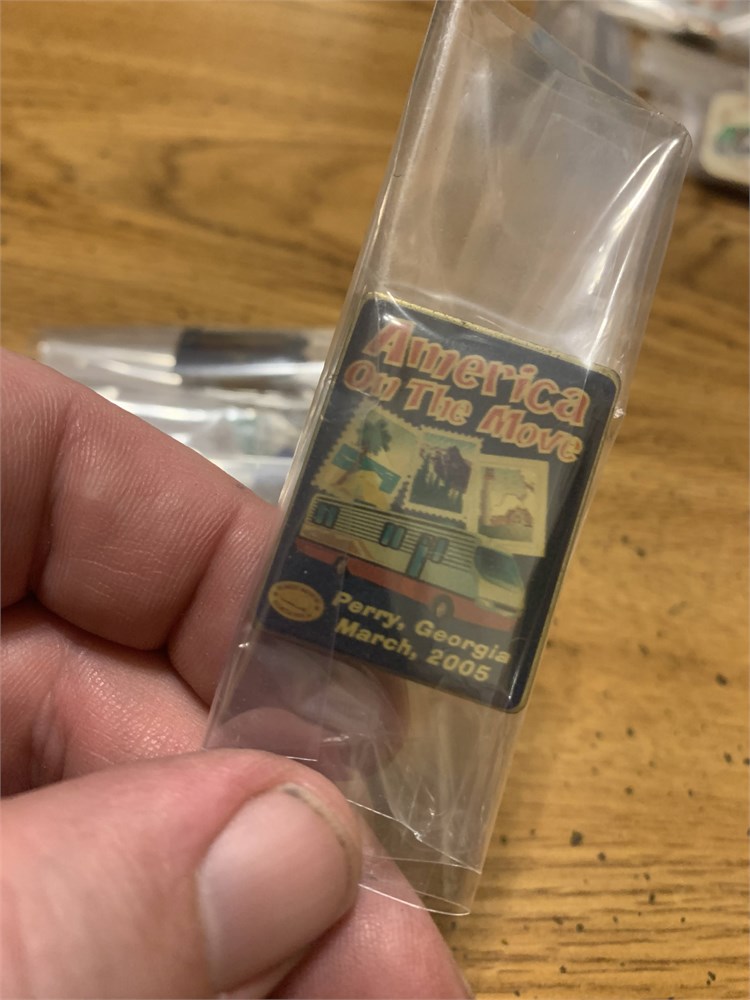 America
On The Move
Perry, Georgia
March, 2005